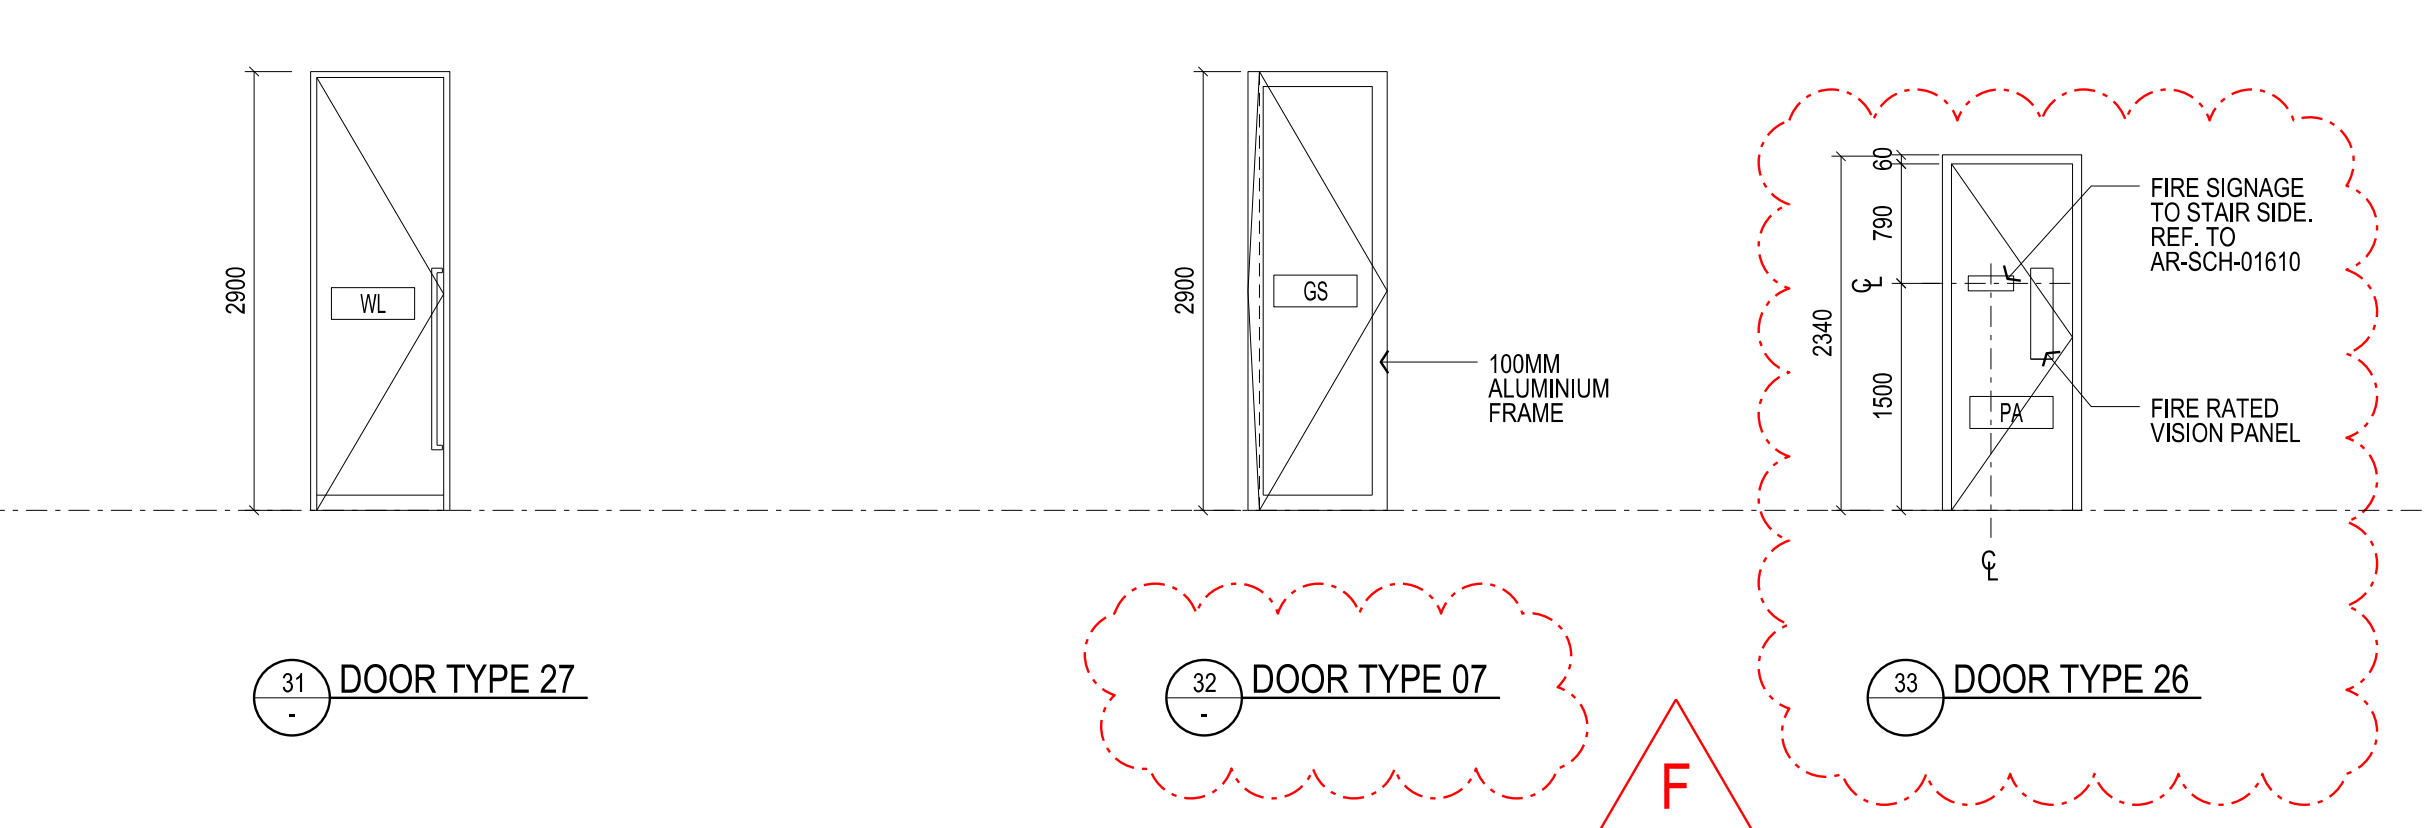 2900
WL
31
-
DOOR TYPE 27
2900
GS
100MM
ALUMINIUM
FRAME
32
-
DOOR TYPE 07
F
60
790
2340
1500
℄
℄
PA
FIRE SIGNAGE
TO STAIR SIDE.
REF. TO
AR-SCH-01610
FIRE RATED
VISION PANEL
33
DOOR TYPE 26